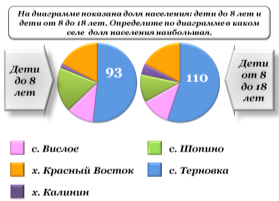 На диаграмме показана доля населения: дети до 8 лет и
дети от 8 до 18 лет. Определите по диаграмме в каком
селе доля населения наибольшая.
Дети
до 8
лет
93
110
Дети
от 8
до 18
лет
с. Вислое
с. Шопино
х. Красный Восток
с. Терновка
х. Калинин